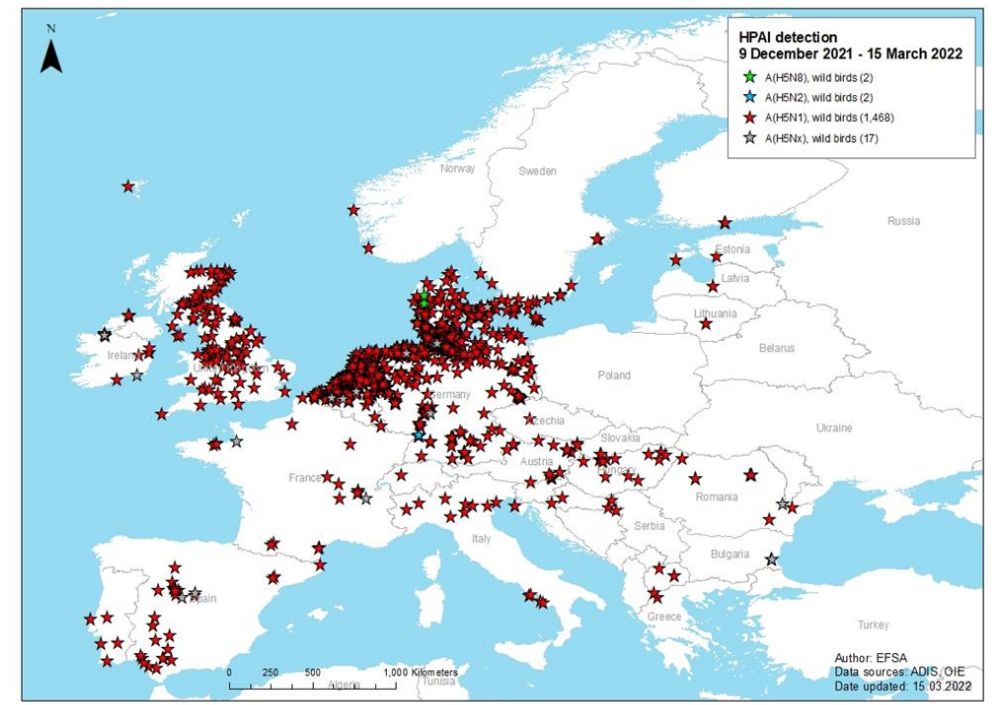 N
HPAI detection
9 December 2021 - 15 March 2022
A(H5N8), wild birds (2)
A(H5N2), wild birds (2)
A(H5N1), wild birds (1,468)
A(H5Nx), wild birds (17)
Norway
Sweden
Russia
Estonia
Latvia
Lithuania
Belarus
Ireland
Poland
Germany
Ukraine
Czechia
Slovakia
Austria
Hungary
France
Romania
Italy
Serbia
Bulgaria
Spain
Greece
Turkey
0 250 500 1,000 Kilometers
Algeria
Tunisia
Author: EFSA
Data sources: ADIS, OIE
Date updated: 15.03.2022